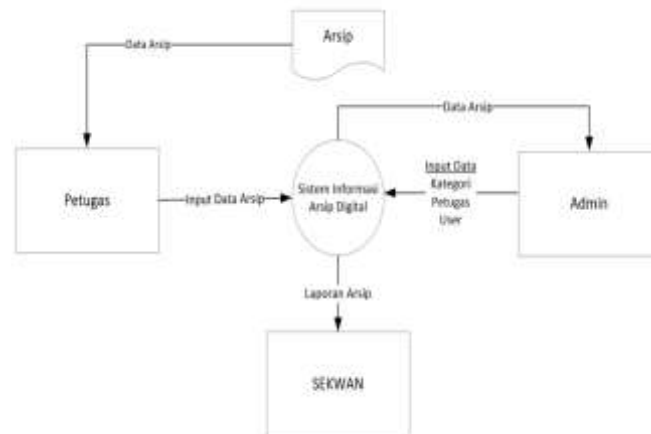 Arsip
Data Arsip
Data Arsip
Petugas
Input Data Arsip
Sistem Informasi
Arsip Digital
Input Data
Kategori
Petugas
User
Admin
Laporan Arsip
SEKWAN